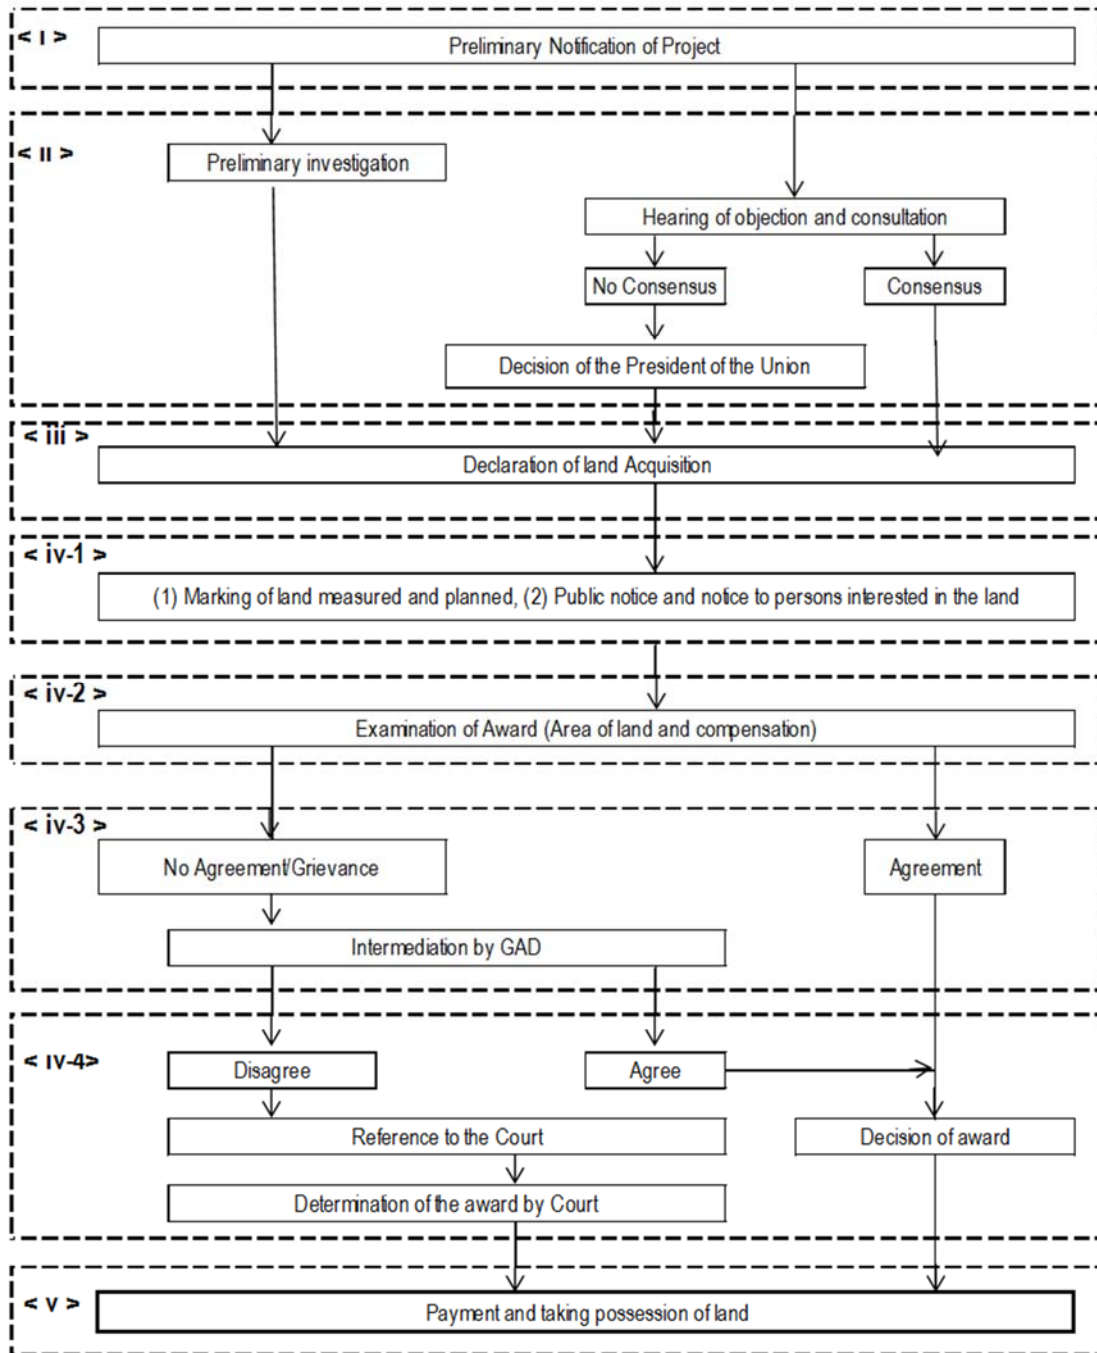 < i >
Preliminary Notification of Project
< ii >
Preliminary investigation
Hearing of objection and consultation
No Consensus
Consensus
Decision of the President of the Union
< iii >
Declaration of land Acquisition
< iv-1 >
(1) Marking of land measured and planned, (2) Public notice and notice to persons interested in the land
< iv-2 >
Examination of Award (Area of land and compensation)
< iv-3 >
No Agreement/Grievance
Agreement
Intermediation by GAD
< iv-4>
Disagree
Agree
Reference to the Court
Decision of award
Determination of the award by Court
< v >
Payment and taking possession of land